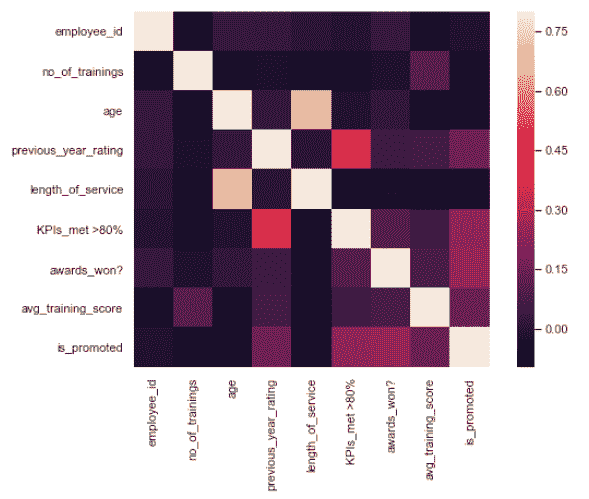 employee_id
no_of_trainings
age
previous_year_rating
length_of_service
KPIs_met >80%
awards_won?
avg_training_score
is_promoted
0.75
0.60
0.45
0.30
0.15
0.00
employee_id
no_of_trainings
age
previous_year_rating
length_of_service
KPIs_met >80%
awards_won?
avg_training_score
is_promoted